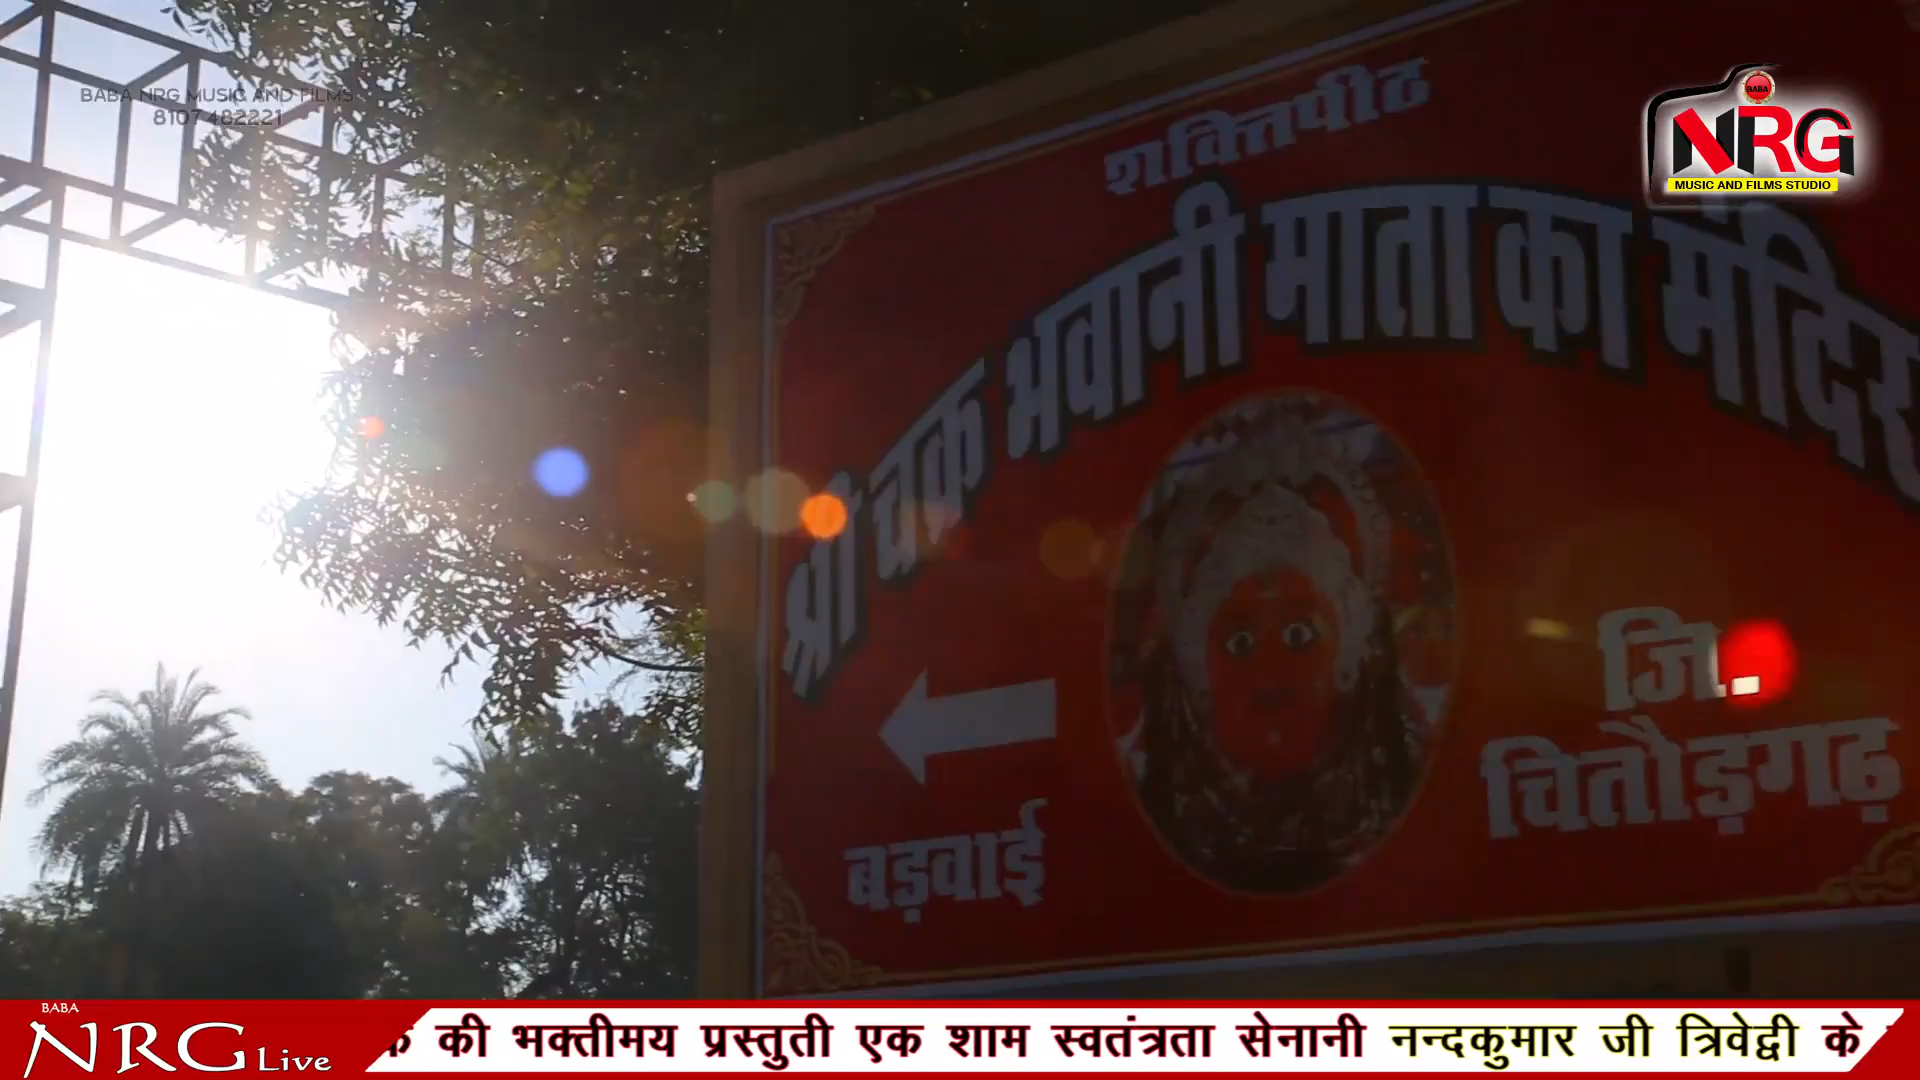 BABA NRG MUSIC AND FILMS
8107482221
BABA
NRG
MUSIC AND FILMS STUDIO
शक्तिपीठ
श्री चक्र भवानी माता का मंदिर
जि..
चितौड़गढ़
बड़वाई
BABA
NRG Live
की भक्तीमय प्रस्तुती एक शाम स्वतंत्रता सेनानी नन्दकुमार जी त्रिवेद्वी के